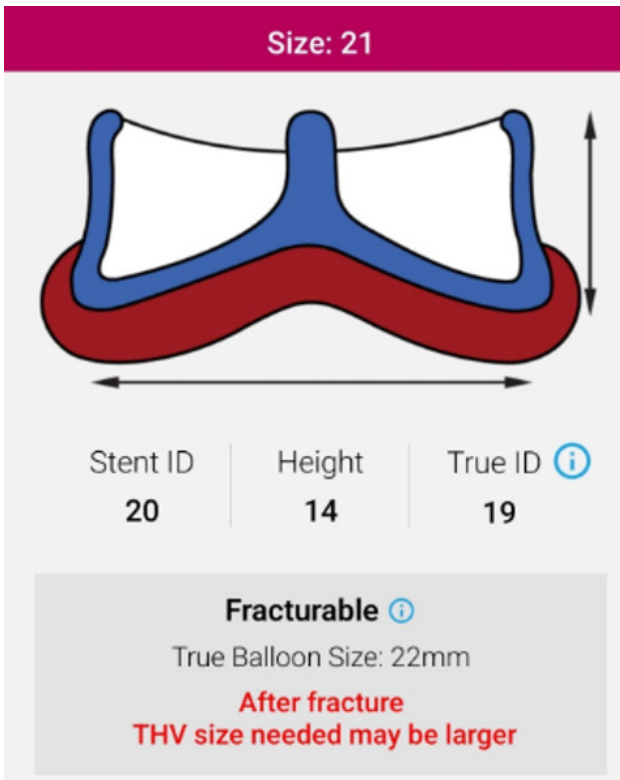 Size: 21
Stent ID
Height
True ID
20
14
19
Fracturable
True Balloon Size: 22mm
After fracture
THV size needed may be larger